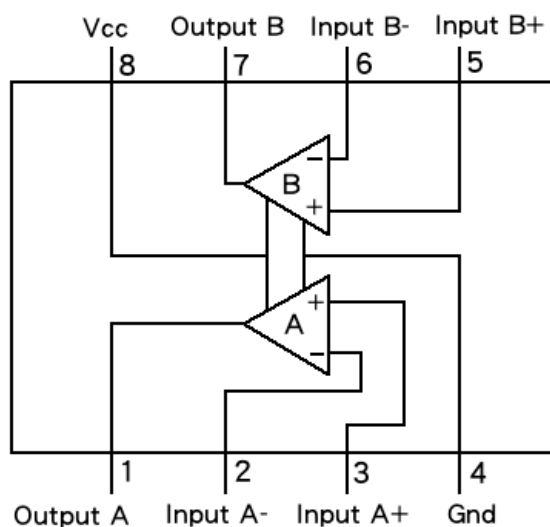 Vcc Output B Input B- Input B+
8 7 6 5
−
B
+
+
A
−
1 2 3 4
Output A Input A- Input A+ Gnd